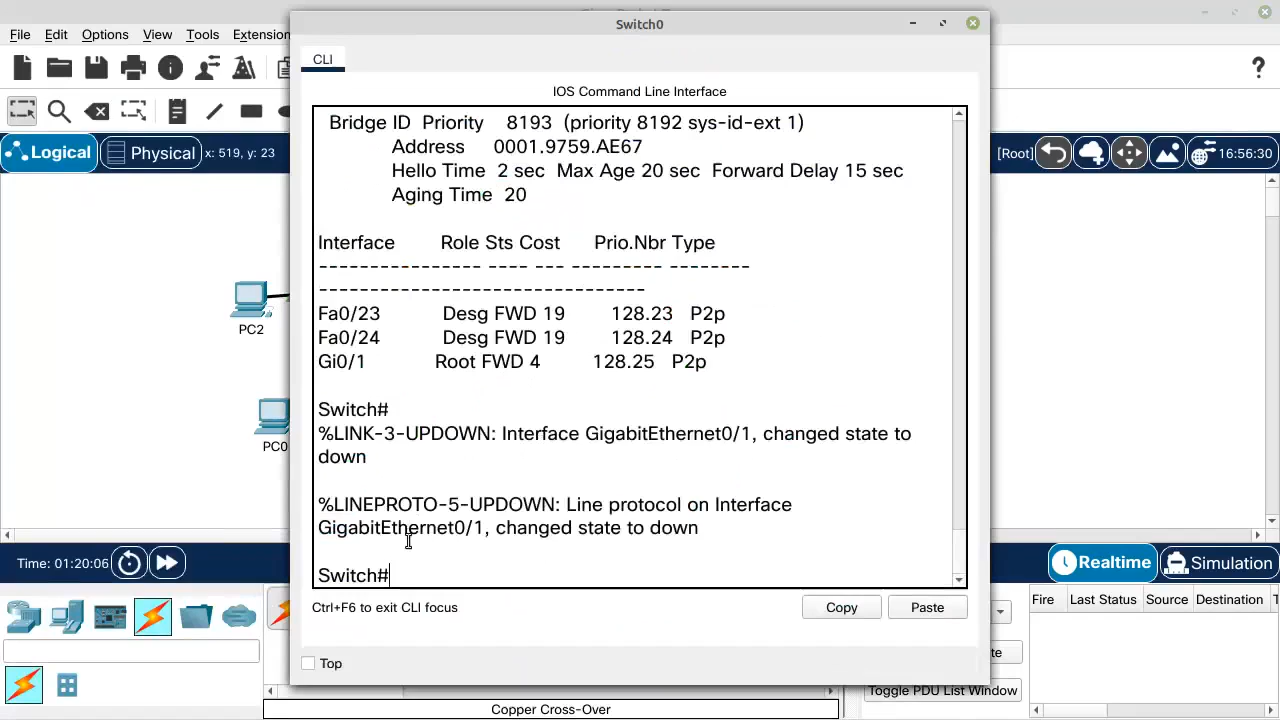 Switch0
File Edit Options View Tools Extension
CLI
IOS Command Line Interface
Logical
Physical
x: 519, y: 23
[Root]
16:56:30
Bridge ID Priority 8193 (priority 8192 sys-id-ext 1)
Address 0001.9759.AE67
Hello Time 2 sec Max Age 20 sec Forward Delay 15 sec
Aging Time 20
Interface Role Sts Cost Prio.Nbr Type
---------------- ---- --- --------- --------
--------------------------------
Fa0/23 Desg FWD 19 128.23 P2p
Fa0/24 Desg FWD 19 128.24 P2p
Gi0/1 Root FWD 4 128.25 P2p
Switch#
%LINK-3-UPDOWN: Interface GigabitEthernet0/1, changed state to
down
%LINEPROTO-5-UPDOWN: Line protocol on Interface
GigabitEthernet0/1, changed state to down
Switch#
PC2
PC0
Ctrl+F6 to exit CLI focus
Copy
Paste
Top
Time: 01:20:06
Realtime
Simulation
Fire Last Status Source Destination
Toggle PDU List Window
Copper Cross-Over